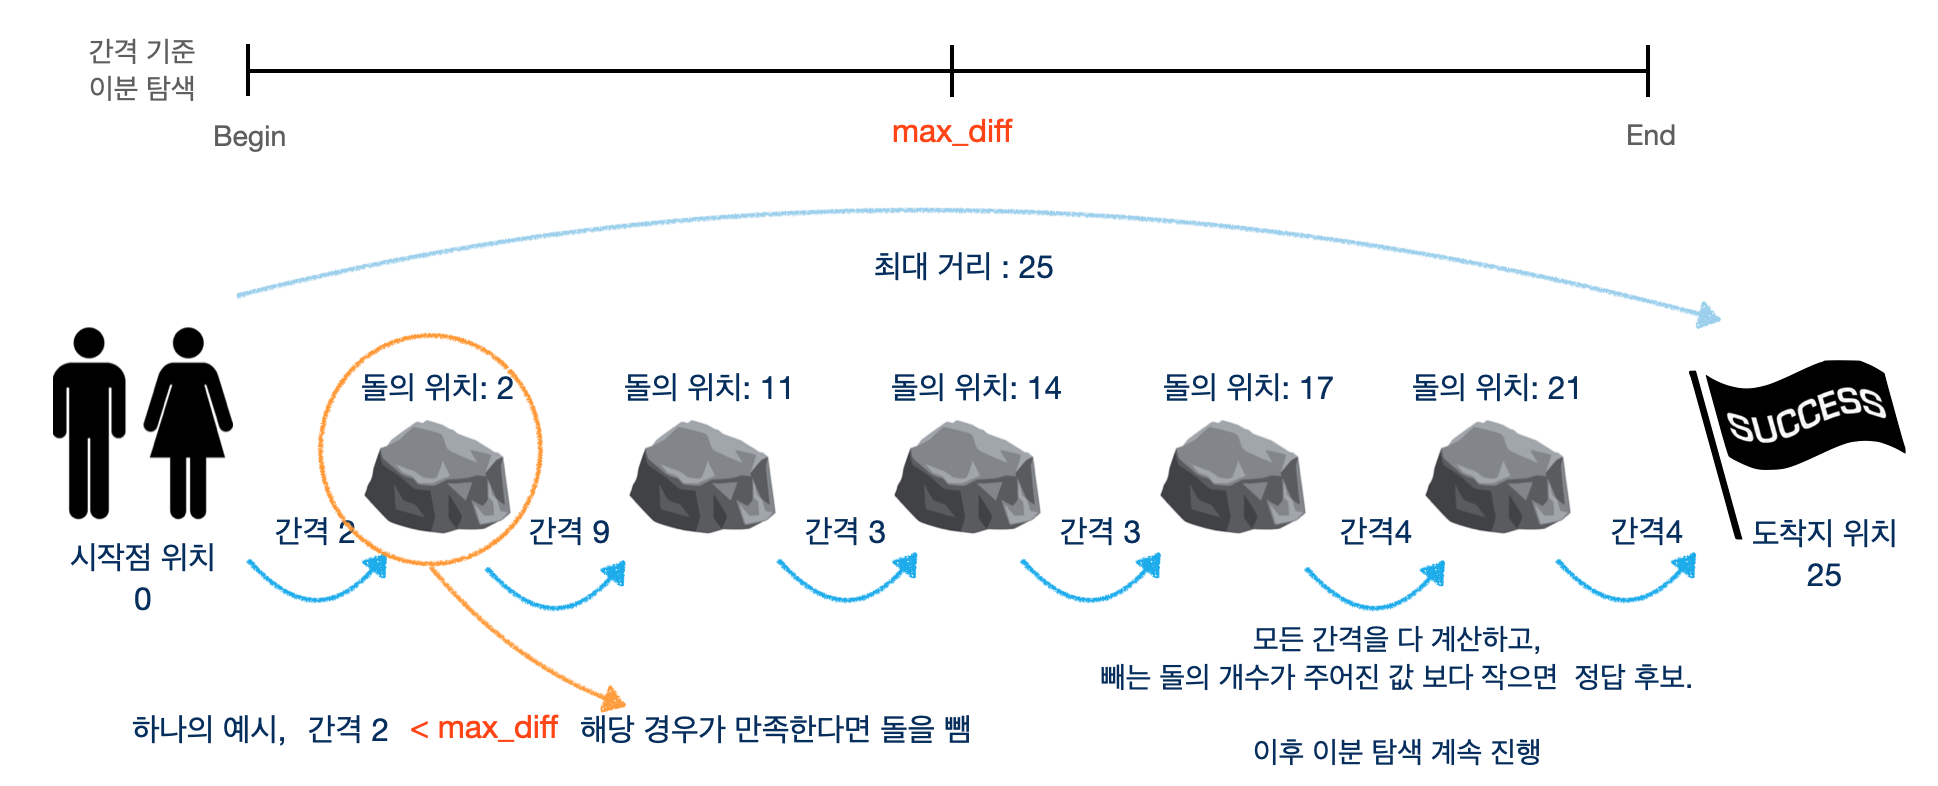 간격 기준
이분 탐색
Begin
max_diff
End
최대 거리 : 25
돌의 위치: 2
돌의 위치: 11
돌의 위치: 14
돌의 위치: 17
돌의 위치: 21
SUCCESS
간격 2
간격 9
간격 3
간격 3
간격4
간격4
시작점 위치
0
도착지 위치
25
모든 간격을 다 계산하고,
빼는 돌의 개수가 주어진 값 보다 작으면 정답 후보.
하나의 예시, 간격 2 < max_diff 해당 경우가 만족한다면 돌을 뺌
이후 이분 탐색 계속 진행